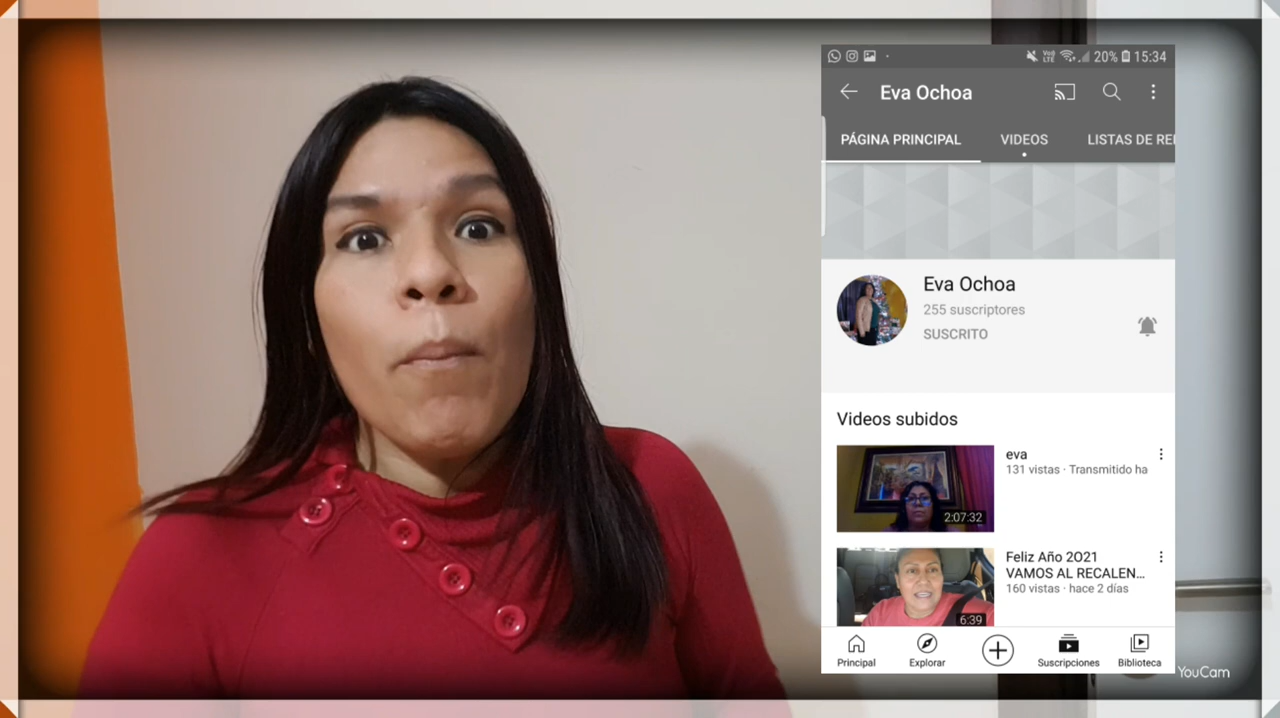 20% 15:34
Eva Ochoa
PÁGINA PRINCIPAL VIDEOS LISTAS DE RE
Eva Ochoa
255 suscriptores
SUSCRITO
Videos subidos
eva
131 vistas · Transmitido ha
2:07:32
Feliz Año 2021
VAMOS AL RECALEN...
160 vistas · hace 2 días
6:39
Principal Explorar Suscripciones Biblioteca
YouCam